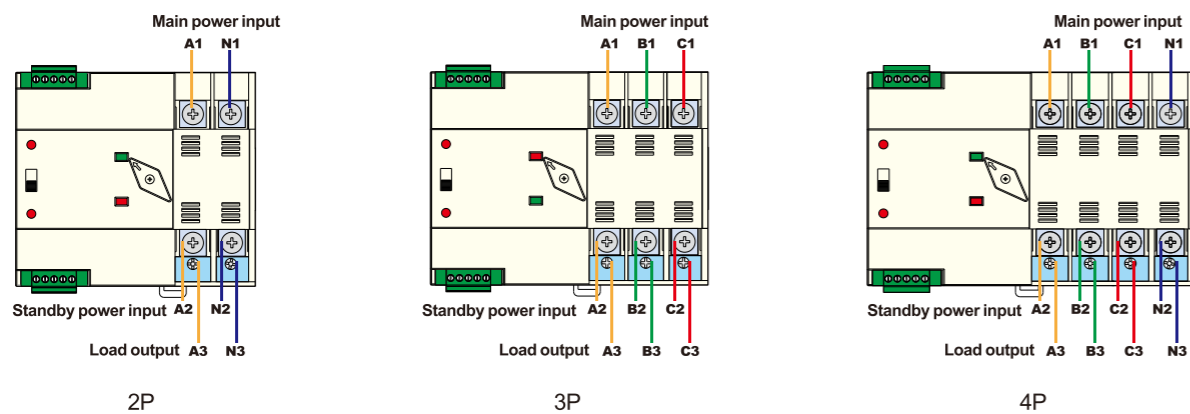 Main power input
A1 N1
Standby power input A2 N2
Load output A3 N3
2P
Main power input
A1 B1 C1
Standby power input A2 B2 C2
Load output A3 B3 C3
3P
Main power input
A1 B1 C1 N1
Standby power input A2 B2 C2 N2
Load output A3 B3 C3 N3
4P